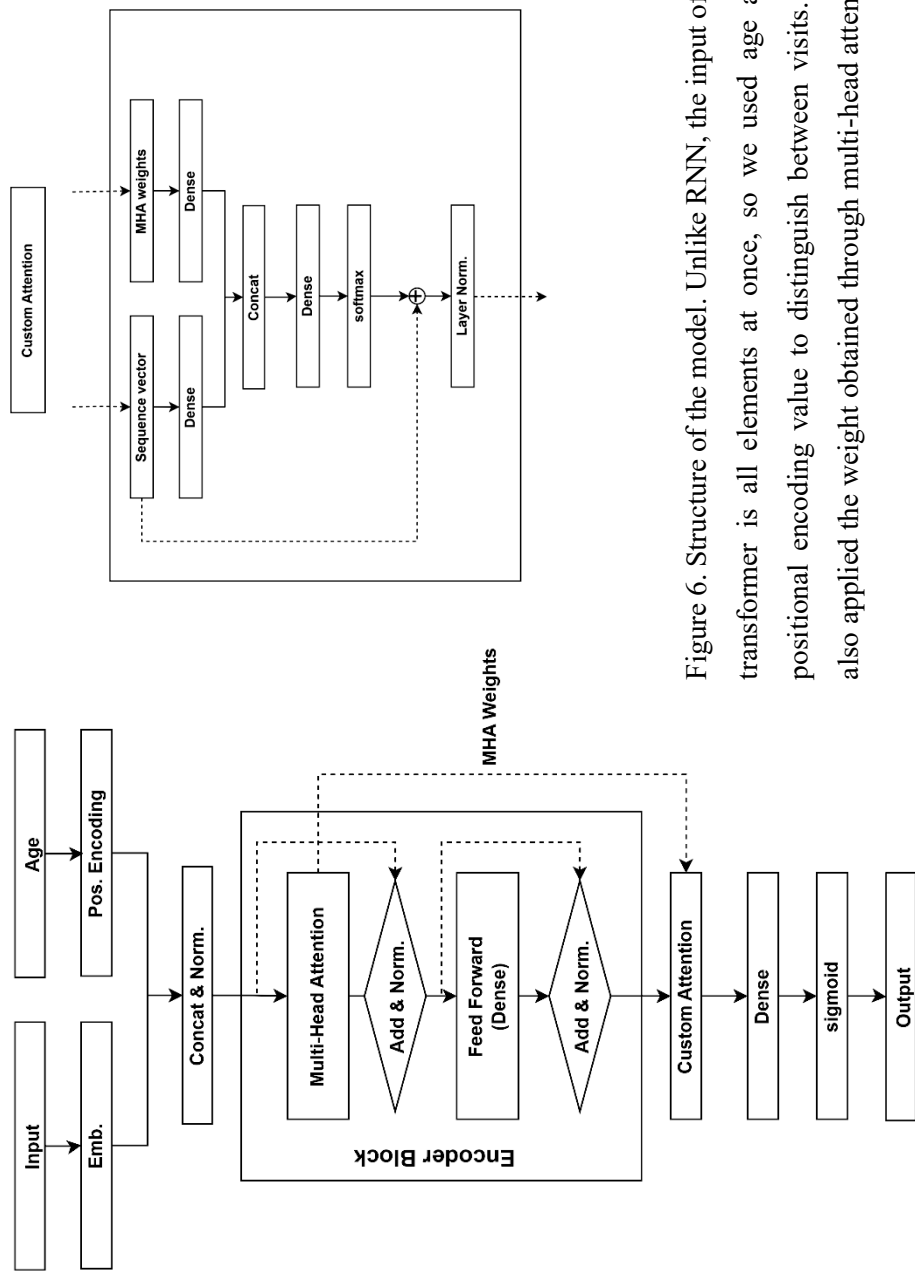 Input
Age
Emb.
Pos. Encoding
Concat & Norm.
Encoder Block
Multi-Head Attention
Add & Norm.
Feed Forward
(Dense)
Add & Norm.
MHA Weights
Custom Attention
Dense
sigmoid
Output
Custom Attention
Sequence vector
MHA weights
Dense
Dense
Concat
Dense
softmax
Layer Norm.
Figure 6. Structure of the model. Unlike RNN, the input of
transformer is all elements at once, so we used age a
positional encoding value to distinguish between visits.
also applied the weight obtained through multi-head atten